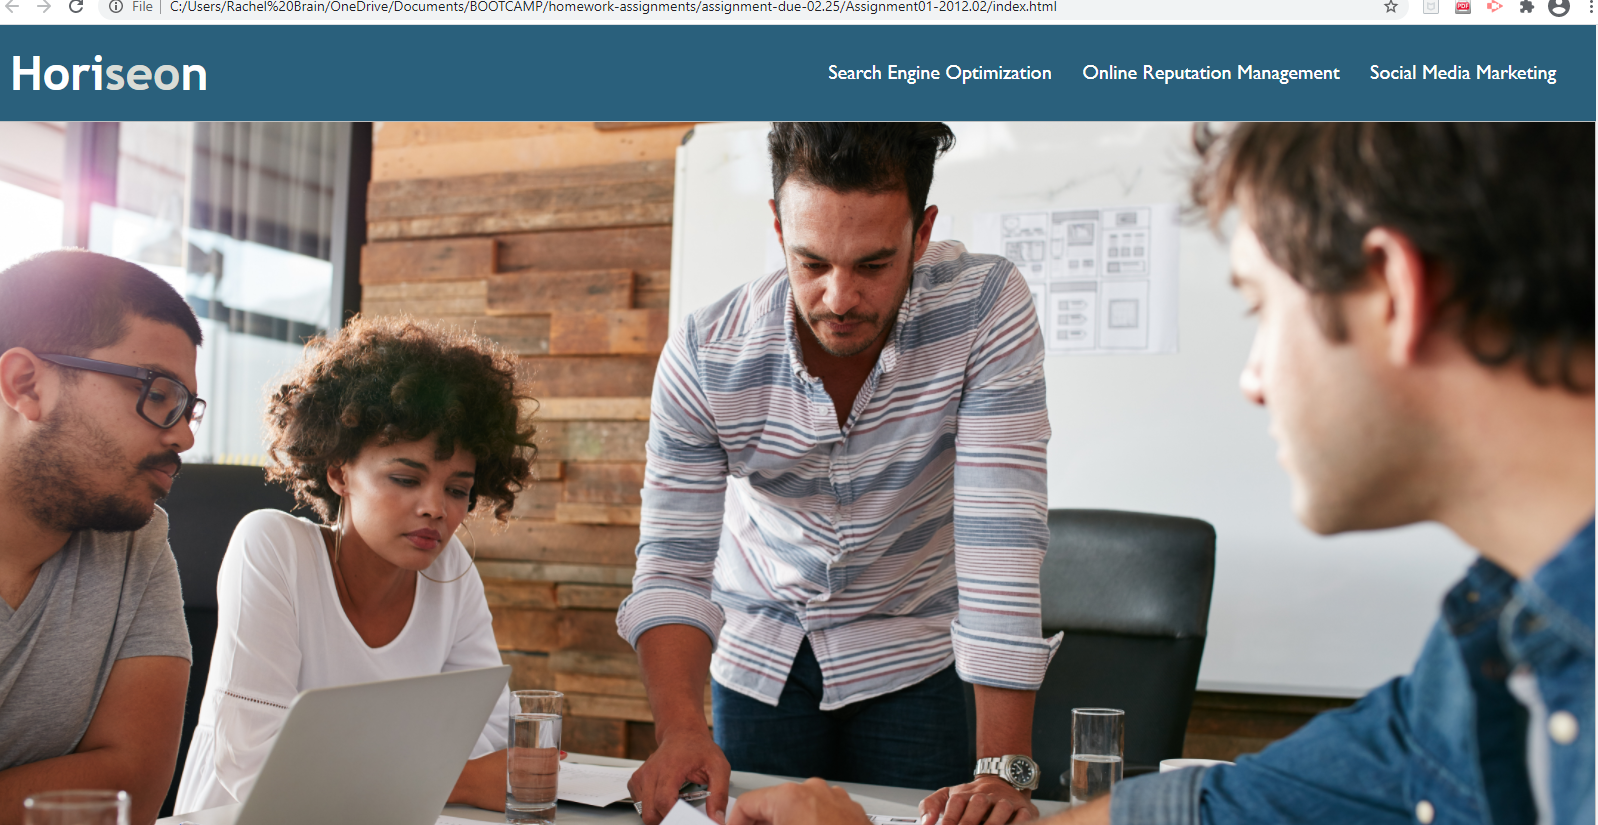 File | C:/Users/Rachel%20Brain/OneDrive/Documents/BOOTCAMP/homework-assignments/assignment-due-02.25/Assignment01-2012.02/index.html
Horiseon
Search Engine Optimization Online Reputation Management Social Media Marketing